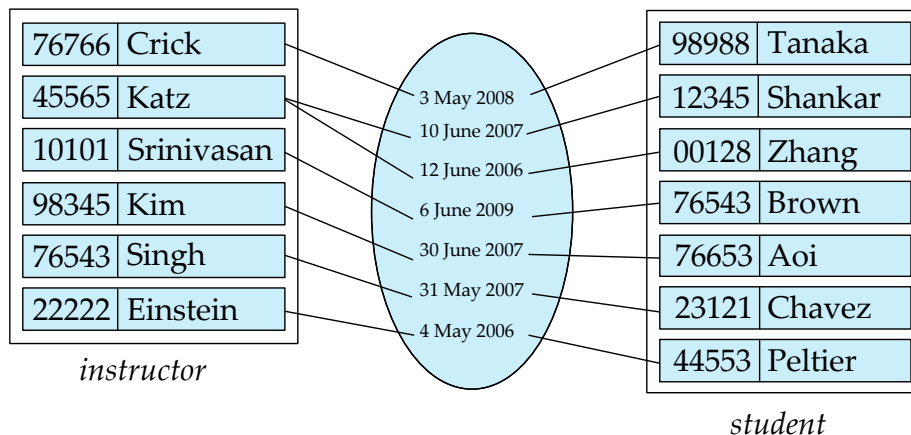 76766 Crick
45565 Katz
10101 Srinivasan
98345 Kim
76543 Singh
22222 Einstein
instructor
3 May 2008
10 June 2007
12 June 2006
6 June 2009
30 June 2007
31 May 2007
4 May 2006
98988 Tanaka
12345 Shankar
00128 Zhang
76543 Brown
76653 Aoi
23121 Chavez
44553 Peltier
student